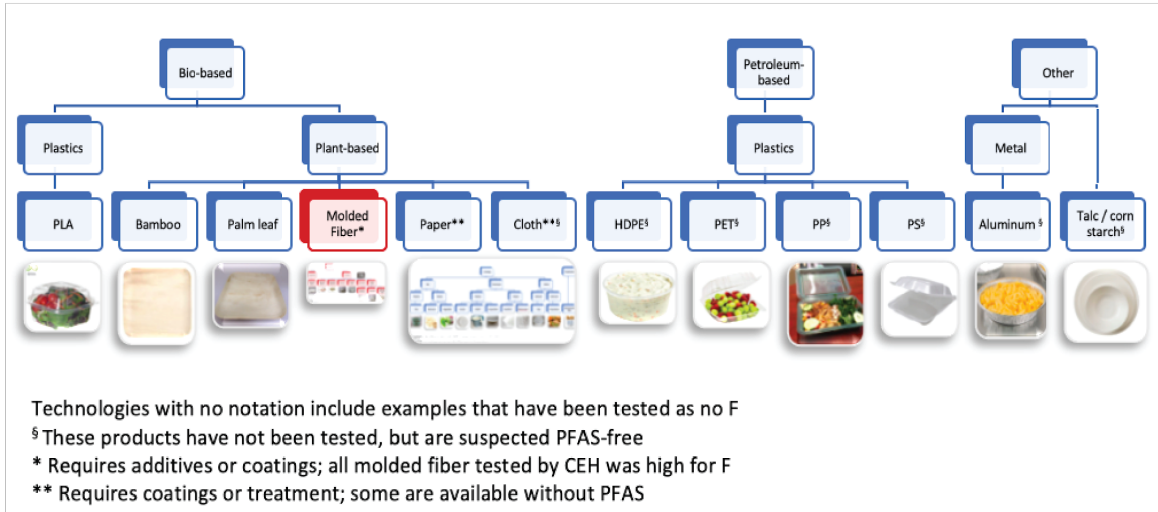 Bio-based
Petroleum-
based
Other
Plastics
Plant-based
Plastics
Metal
PLA
Bamboo
Palm leaf
Molded
Fiber*
Paper**
Cloth**§
HDPE§
PET§
PP§
PS§
Aluminum §
Talc / corn
starch§
Technologies with no notation include examples that have been tested as no F
§ These products have not been tested, but are suspected PFAS-free
* Requires additives or coatings; all molded fiber tested by CEH was high for F
** Requires coatings or treatment; some are available without PFAS